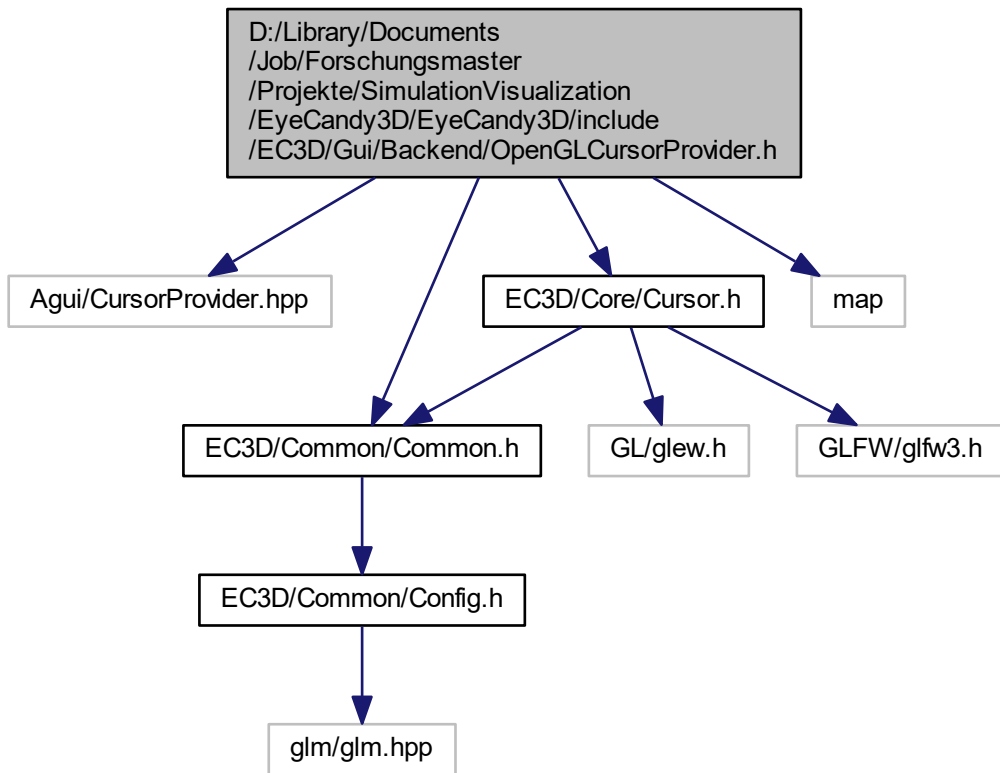 D:/Library/Documents
/Job/Forschungsmaster
/Projekte/SimulationVisualization
/EyeCandy3D/EyeCandy3D/include
/EC3D/Gui/Backend/OpenGLCursorProvider.h
Agui/CursorProvider.hpp
EC3D/Core/Cursor.h
map
EC3D/Common/Common.h
GL/glew.h
GLFW/glfw3.h
EC3D/Common/Config.h
glm/glm.hpp